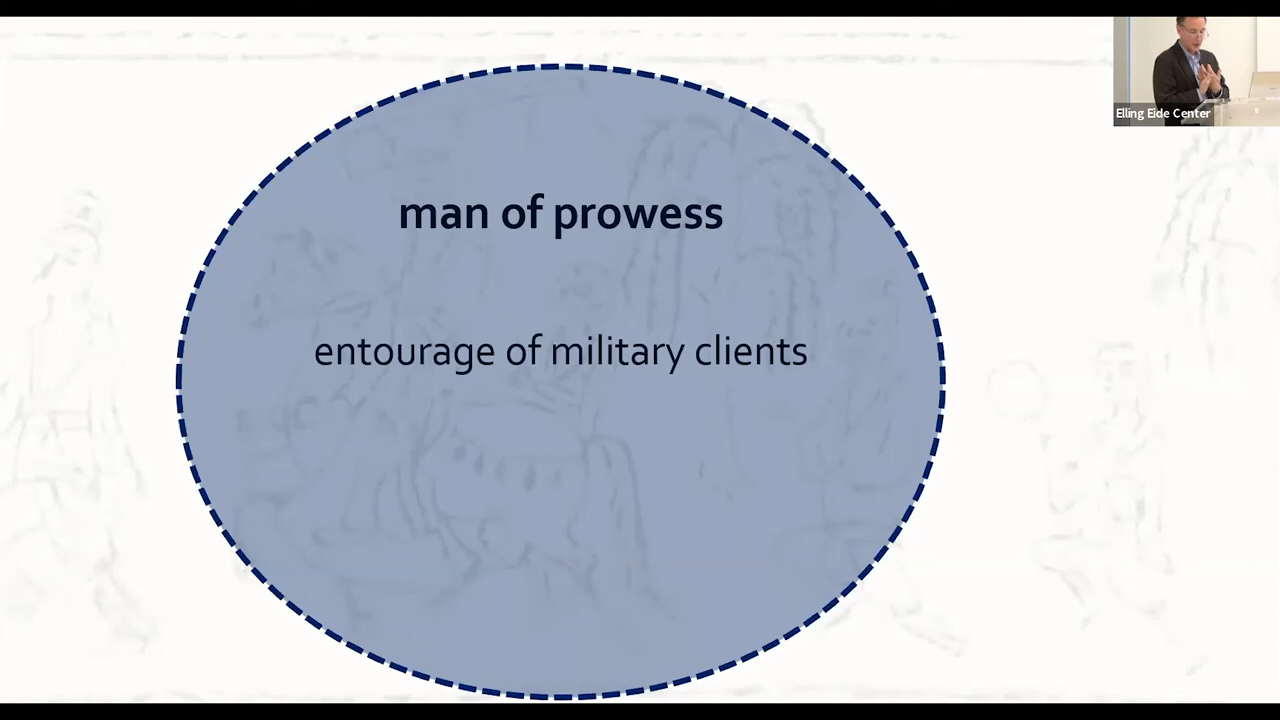 Elling Eide Center
man of prowess
entourage of military clients